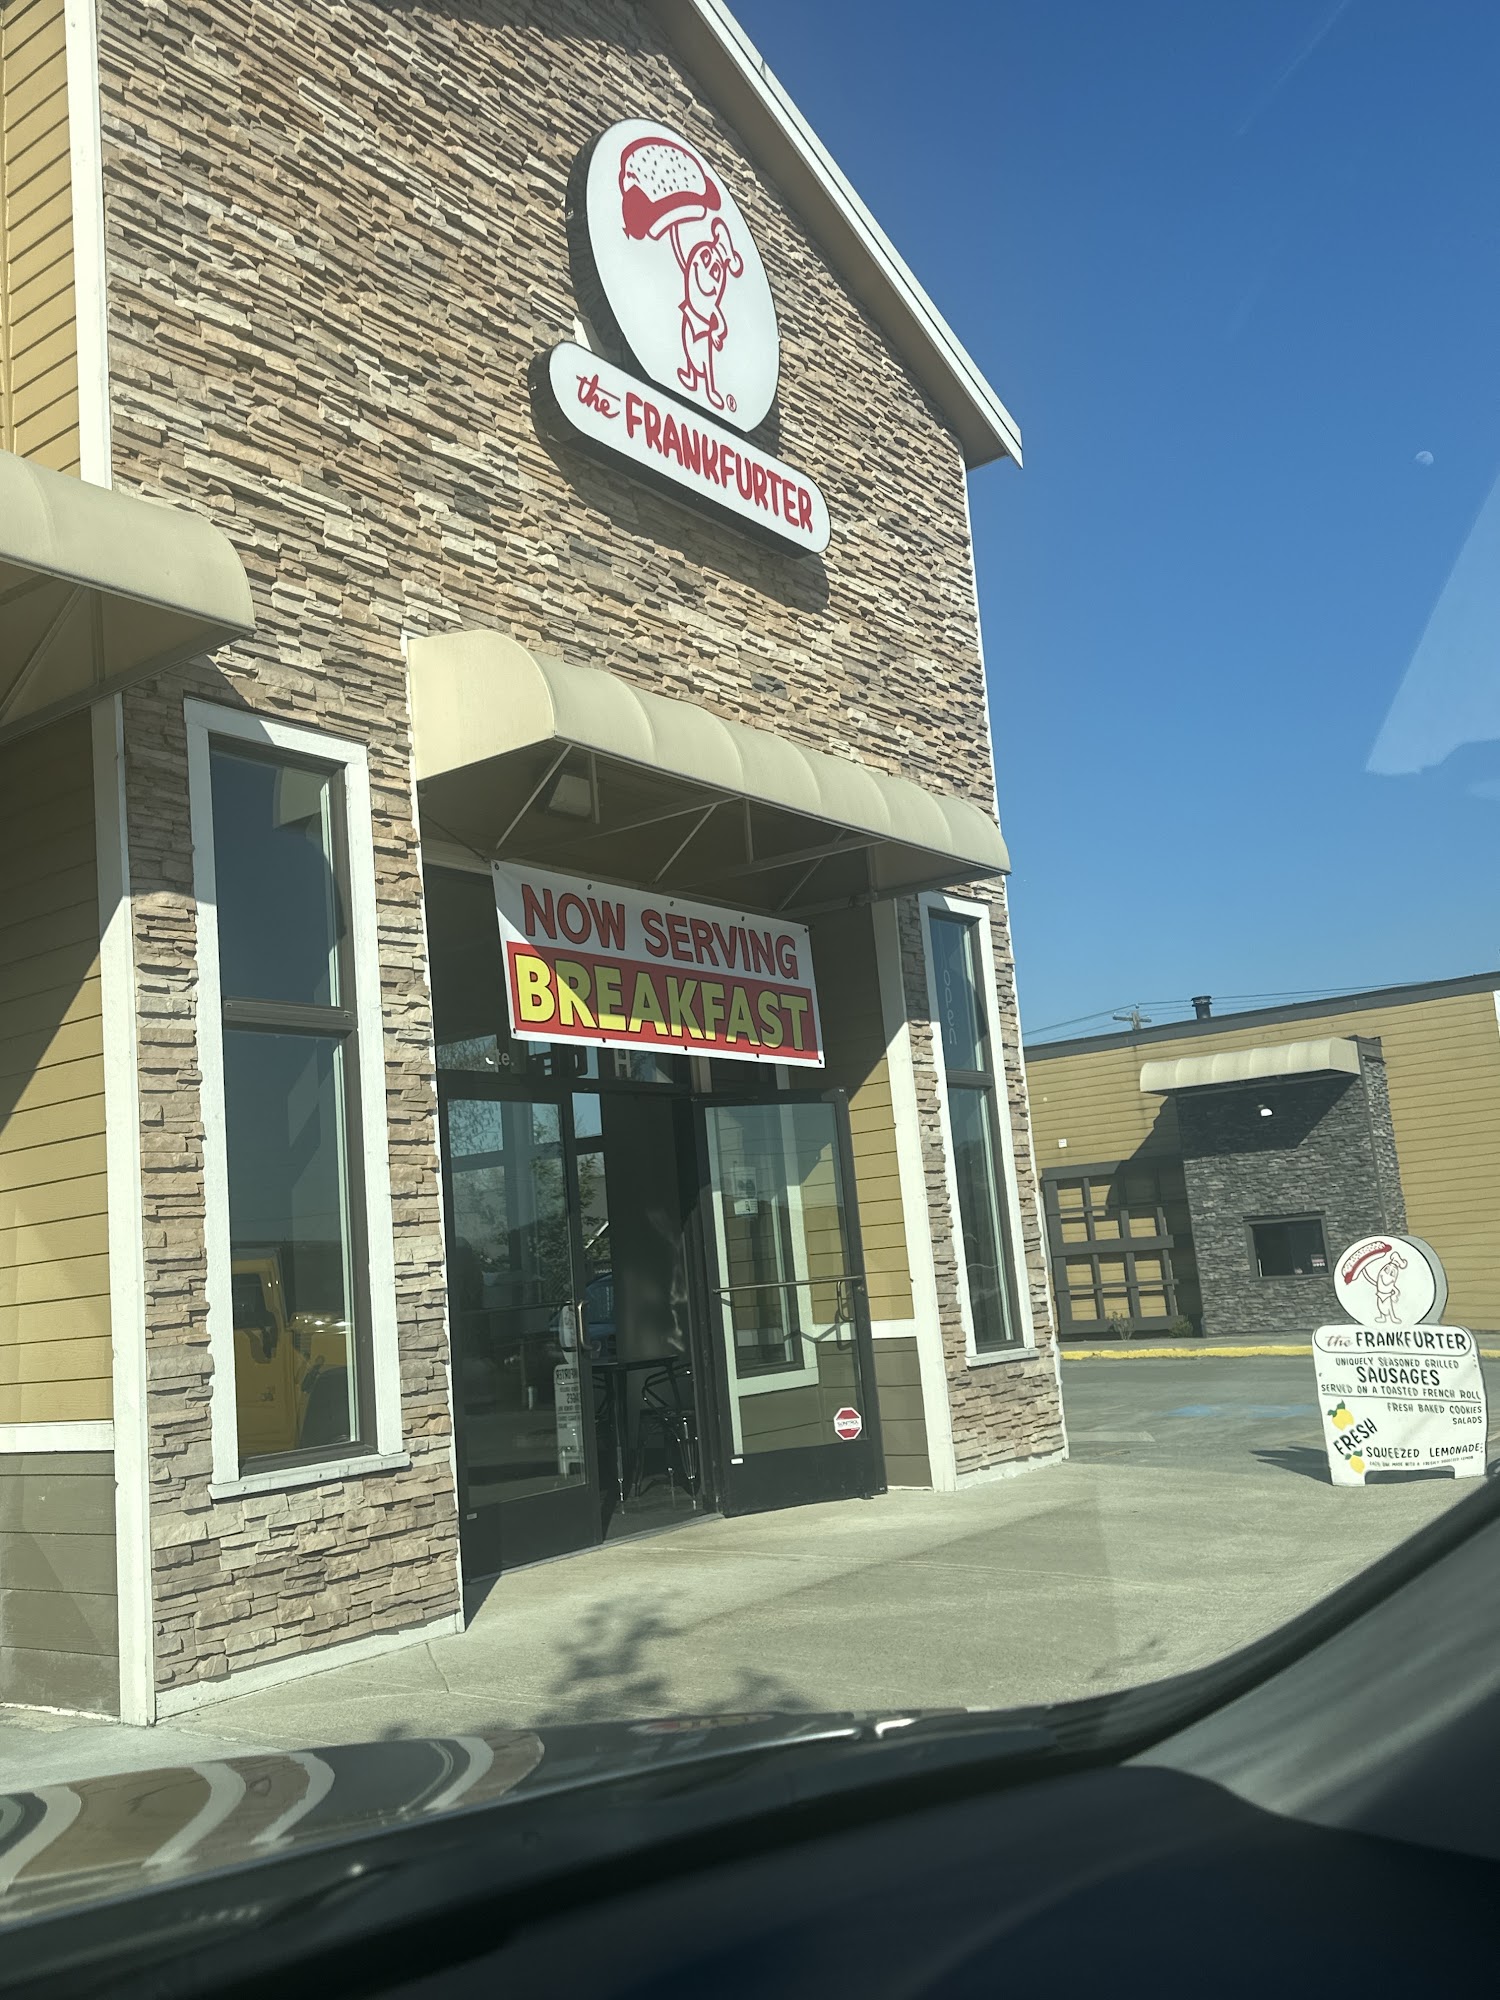 ®
the FRANKFURTER
NOW SERVING
BREAKFAST
te.
H
open
the FRANKFURTER
UNIQUELY SEASONED GRILLED
SAUSAGES
SERVED ON A TOASTED FRENCH ROLL
FRESH BAKED COOKIES
SALADS
FRESH
SQUEEZED LEMONADE